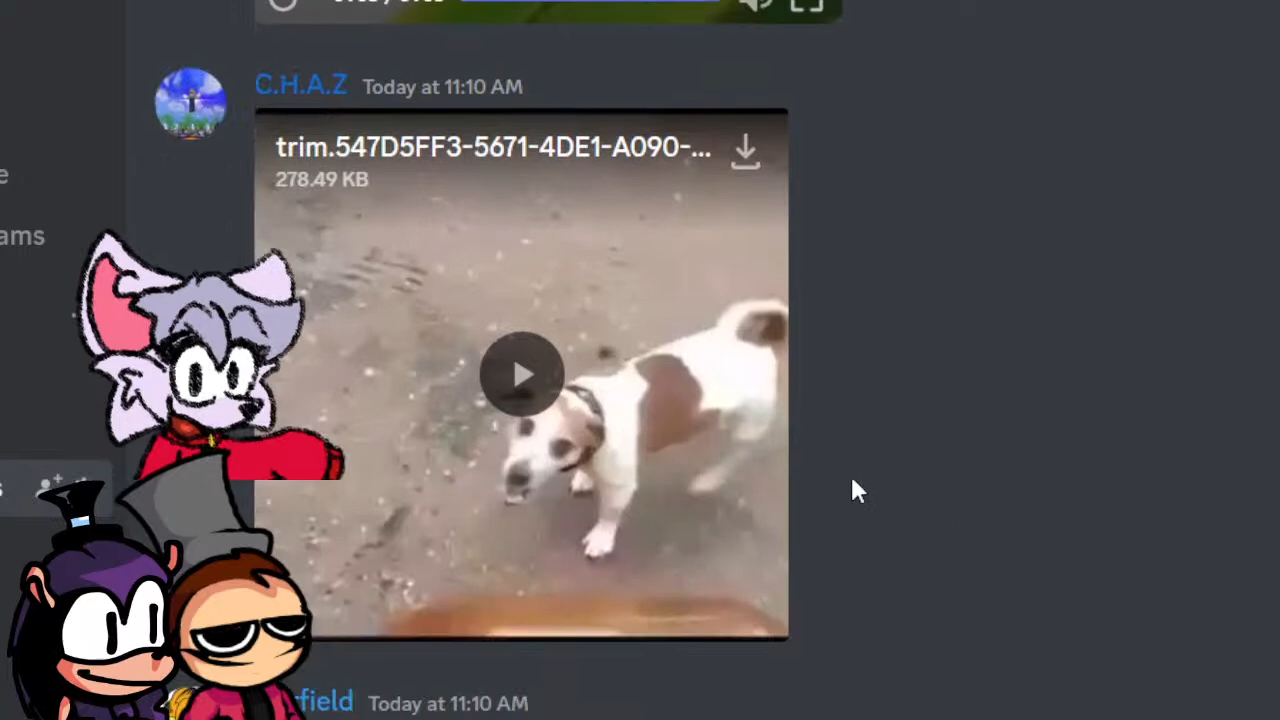 C.H.A.Z Today at 11:10 AM
trim.547D5FF3-5671-4DE1-A090-...
278.49 KB
e
ams
s
field Today at 11:10 AM